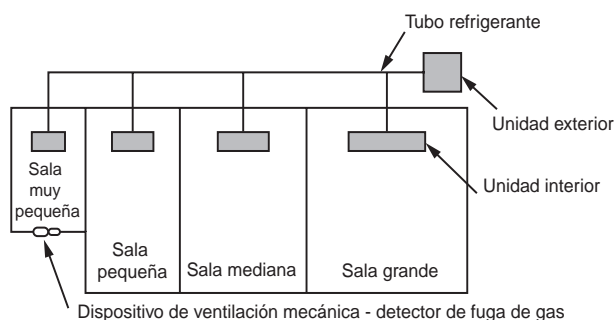 Tubo refrigerante
Unidad exterior
Unidad interior
Sala
muy
pequeña
Sala
pequeña
Sala mediana
Sala grande
Dispositivo de ventilación mecánica - detector de fuga de gas